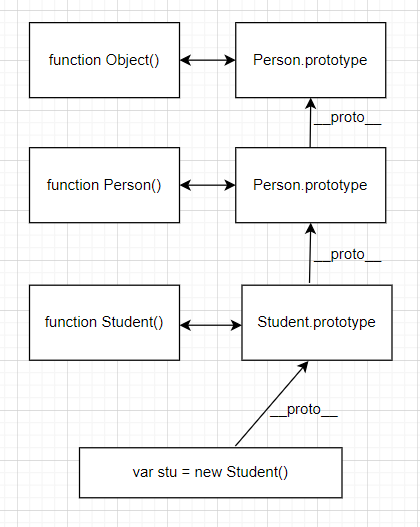 function Object()
Person.prototype
__proto__
function Person()
Person.prototype
__proto__
function Student()
Student.prototype
__proto__
var stu = new Student()